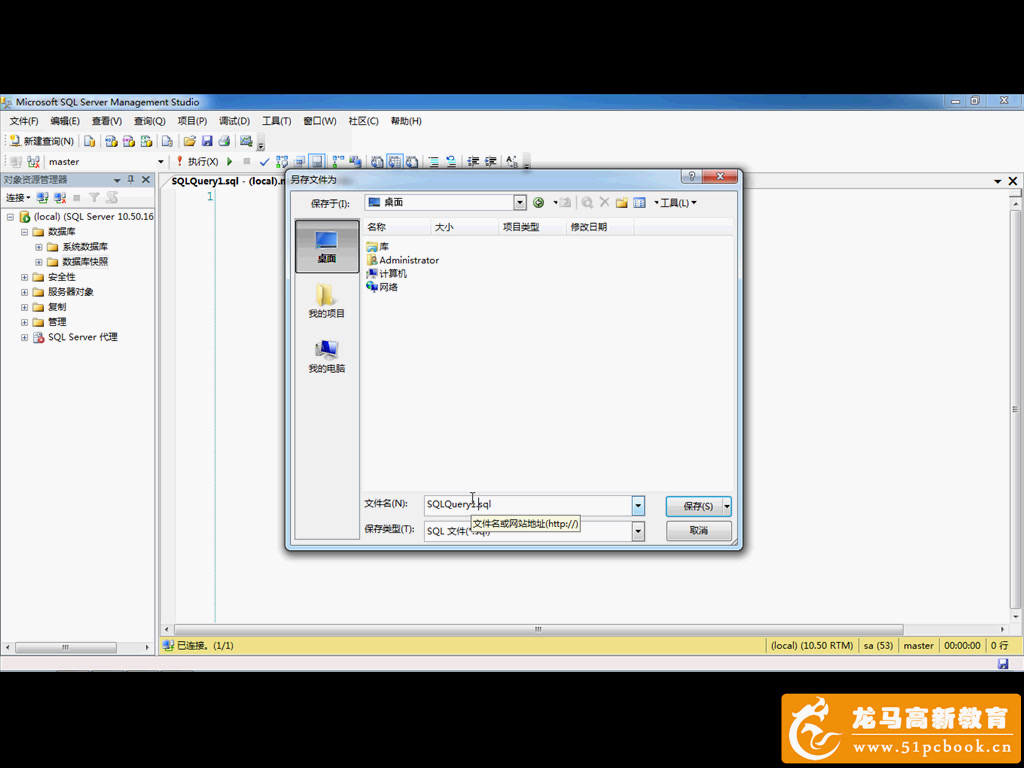 Microsoft SQL Server Management Studio
文件(F) 编辑(E) 查看(V) 查询(Q) 项目(P) 调试(D) 工具(T) 窗口(W) 社区(C) 帮助(H)
新建查询(N)
master 执行(X)
对象资源管理器
连接
(local) (SQL Server 10.50.16
数据库
系统数据库
数据库快照
安全性
服务器对象
复制
管理
SQL Server 代理
SQLQuery1.sql - (local).m
1
另存文件为
保存于(I): 桌面 工具(L)
名称 大小 项目类型 修改日期
桌面
我的项目
我的电脑
库
Administrator
计算机
网络
文件名(N): SQLQuery1.sql 保存(S)
文件名或网站地址(http://)
保存类型(T): SQL 文件(*.sql) 取消
已连接。(1/1) (local) (10.50 RTM) sa (53) master 00:00:00 0 行
龙马高新教育
www.51pcbook.cn